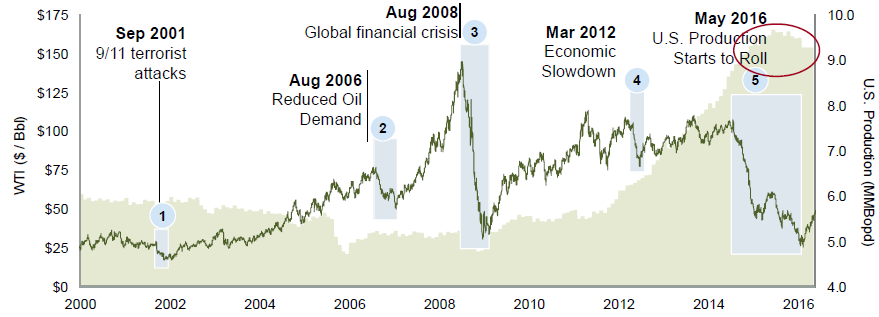 $175
$150
$125
$100
$75
$50
$25
$0
WTI ($ / Bbl)
Sep 2001
9/11 terrorist
attacks
1
Aug 2006
Reduced Oil
Demand
2
Aug 2008
Global financial crisis
3
Mar 2012
Economic
Slowdown
4
May 2016
U.S. Production
Starts to Roll
5
10.0
9.0
8.0
7.0
6.0
5.0
4.0
U.S. Production (MMBopd)
2000 2002 2004 2006 2008 2010 2012 2014 2016